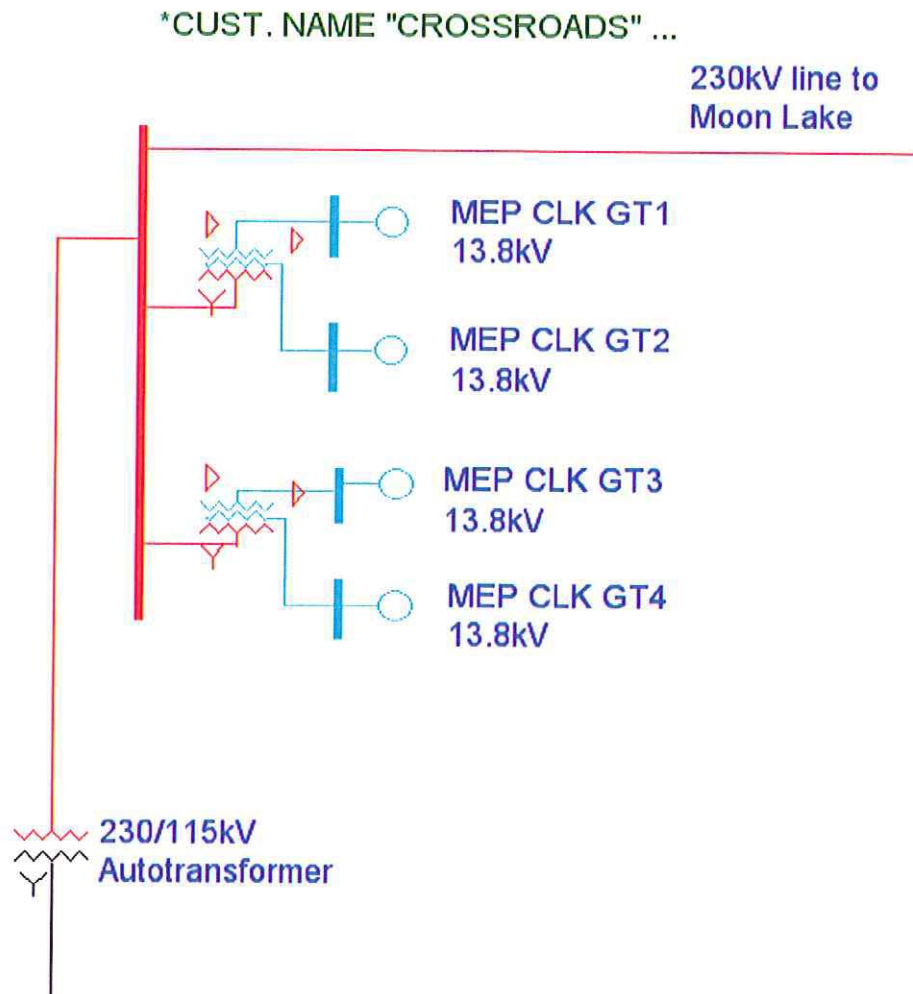 *CUST. NAME "CROSSROADS" ...
230kV line to
Moon Lake
MEP CLK GT1
13.8kV
MEP CLK GT2
13.8kV
MEP CLK GT3
13.8kV
MEP CLK GT4
13.8kV
230/115kV
Autotransformer